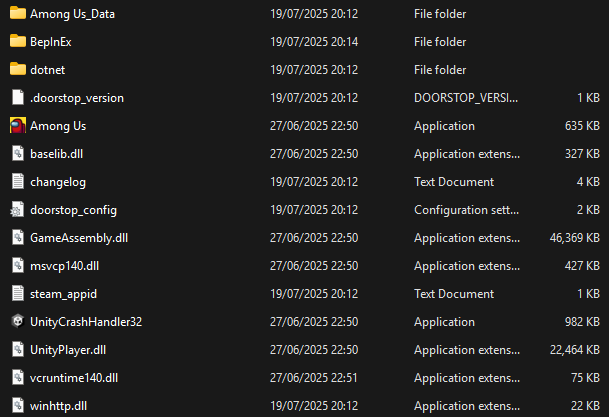 Among Us_Data 19/07/2025 20:12 File folder
BepInEx 19/07/2025 20:14 File folder
dotnet 19/07/2025 20:12 File folder
.doorstop_version 19/07/2025 20:12 DOORSTOP_VERSI... 1 KB
Among Us 27/06/2025 22:50 Application 635 KB
baselib.dll 27/06/2025 22:50 Application extens... 327 KB
changelog 19/07/2025 20:12 Text Document 4 KB
doorstop_config 19/07/2025 20:12 Configuration sett... 2 KB
GameAssembly.dll 27/06/2025 22:50 Application extens... 46,369 KB
msvcp140.dll 27/06/2025 22:50 Application extens... 427 KB
steam_appid 19/07/2025 20:12 Text Document 1 KB
UnityCrashHandler32 27/06/2025 22:50 Application 982 KB
UnityPlayer.dll 27/06/2025 22:50 Application extens... 22,464 KB
vcruntime140.dll 27/06/2025 22:51 Application extens... 75 KB
winhttp.dll 19/07/2025 20:12 Application extens... 22 KB